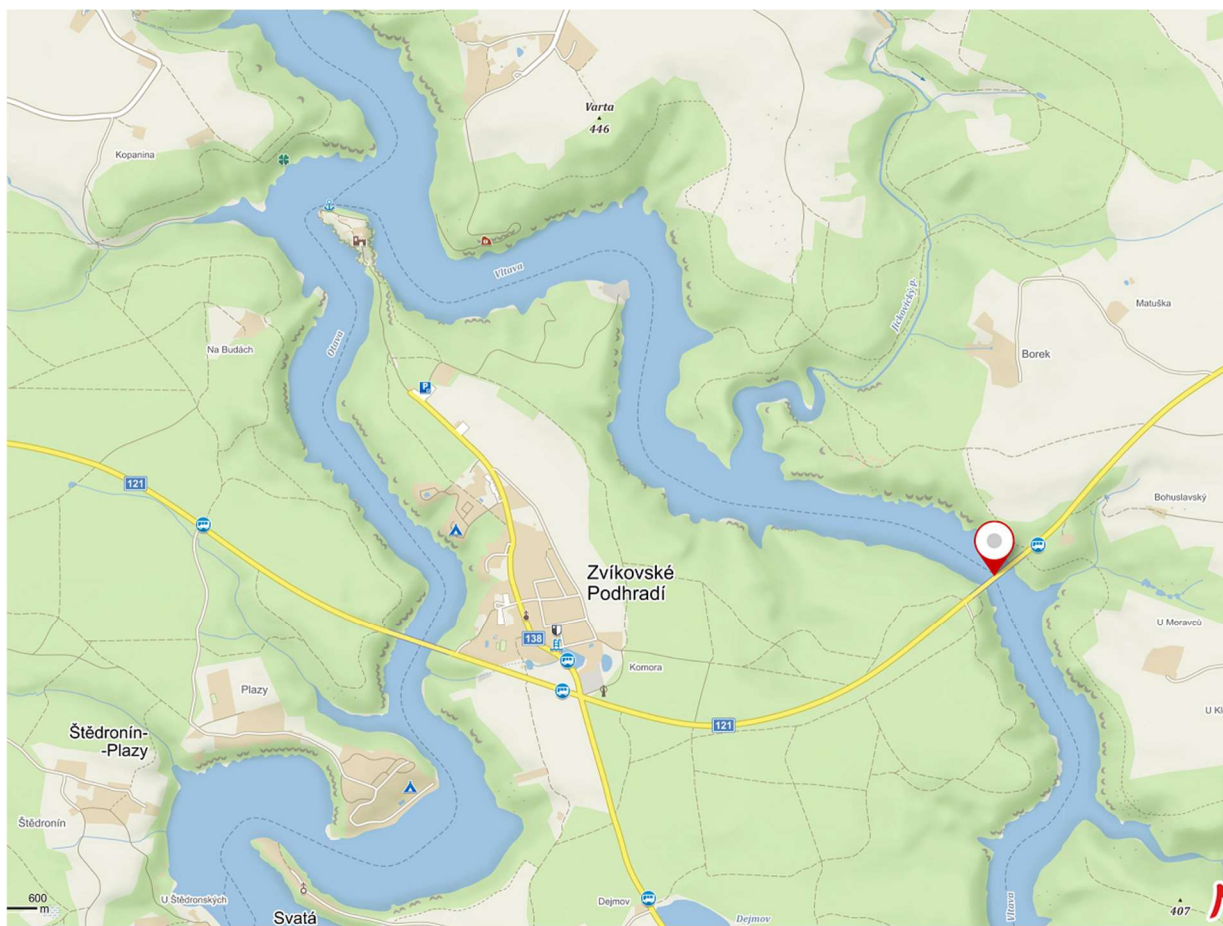 Varta
446
Kopanina
Vltava
Jickovický p.
Matuška
Otava
Na Budách
Borek
P
121
Bohuslavský
Zvíkovské
Podhradí
U Moravců
138
Komora
Plazy
121
Štědronín-
-Plazy
Štědronín
600
m
U Štědronských
Svatá
Dejmov
Dejmov
Vltava
407